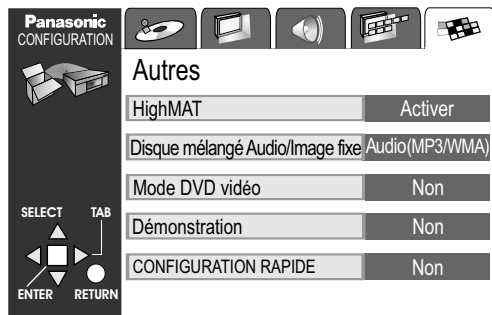 Panasonic
CONFIGURATION
Autres
HighMAT Activer
Disque mélangé Audio/Image fixe Audio(MP3/WMA)
Mode DVD vidéo Non
Démonstration Non
CONFIGURATION RAPIDE Non
SELECT TAB
ENTER RETURN